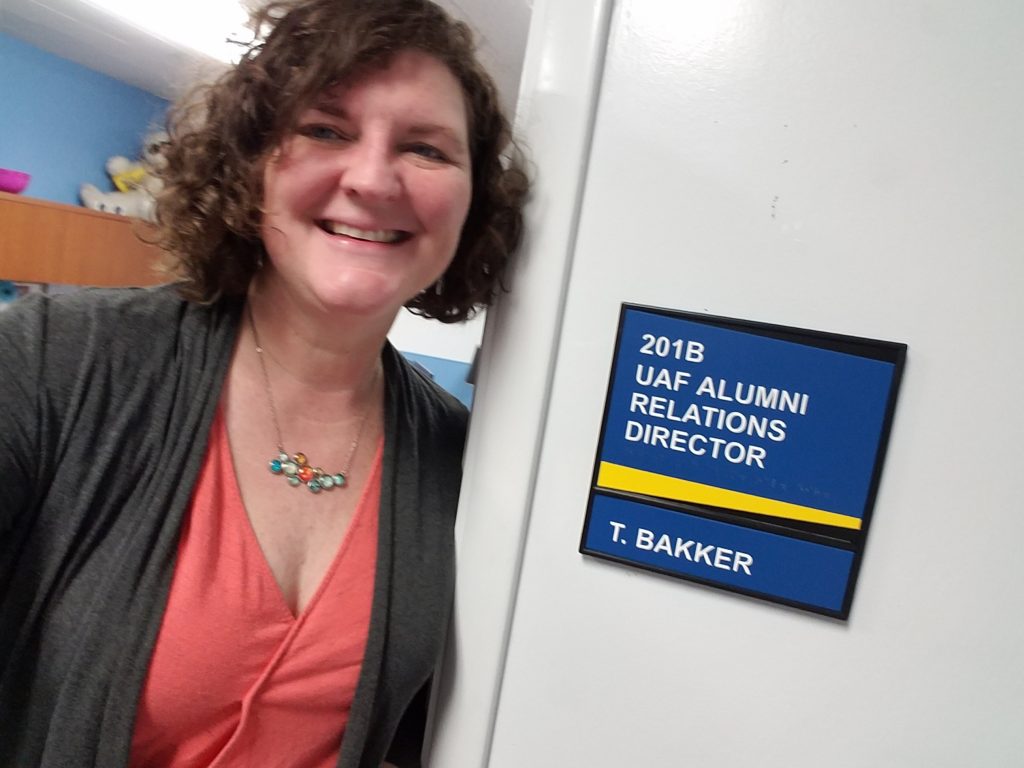 201B
UAF ALUMNI
RELATIONS
DIRECTOR
T. BAKKER